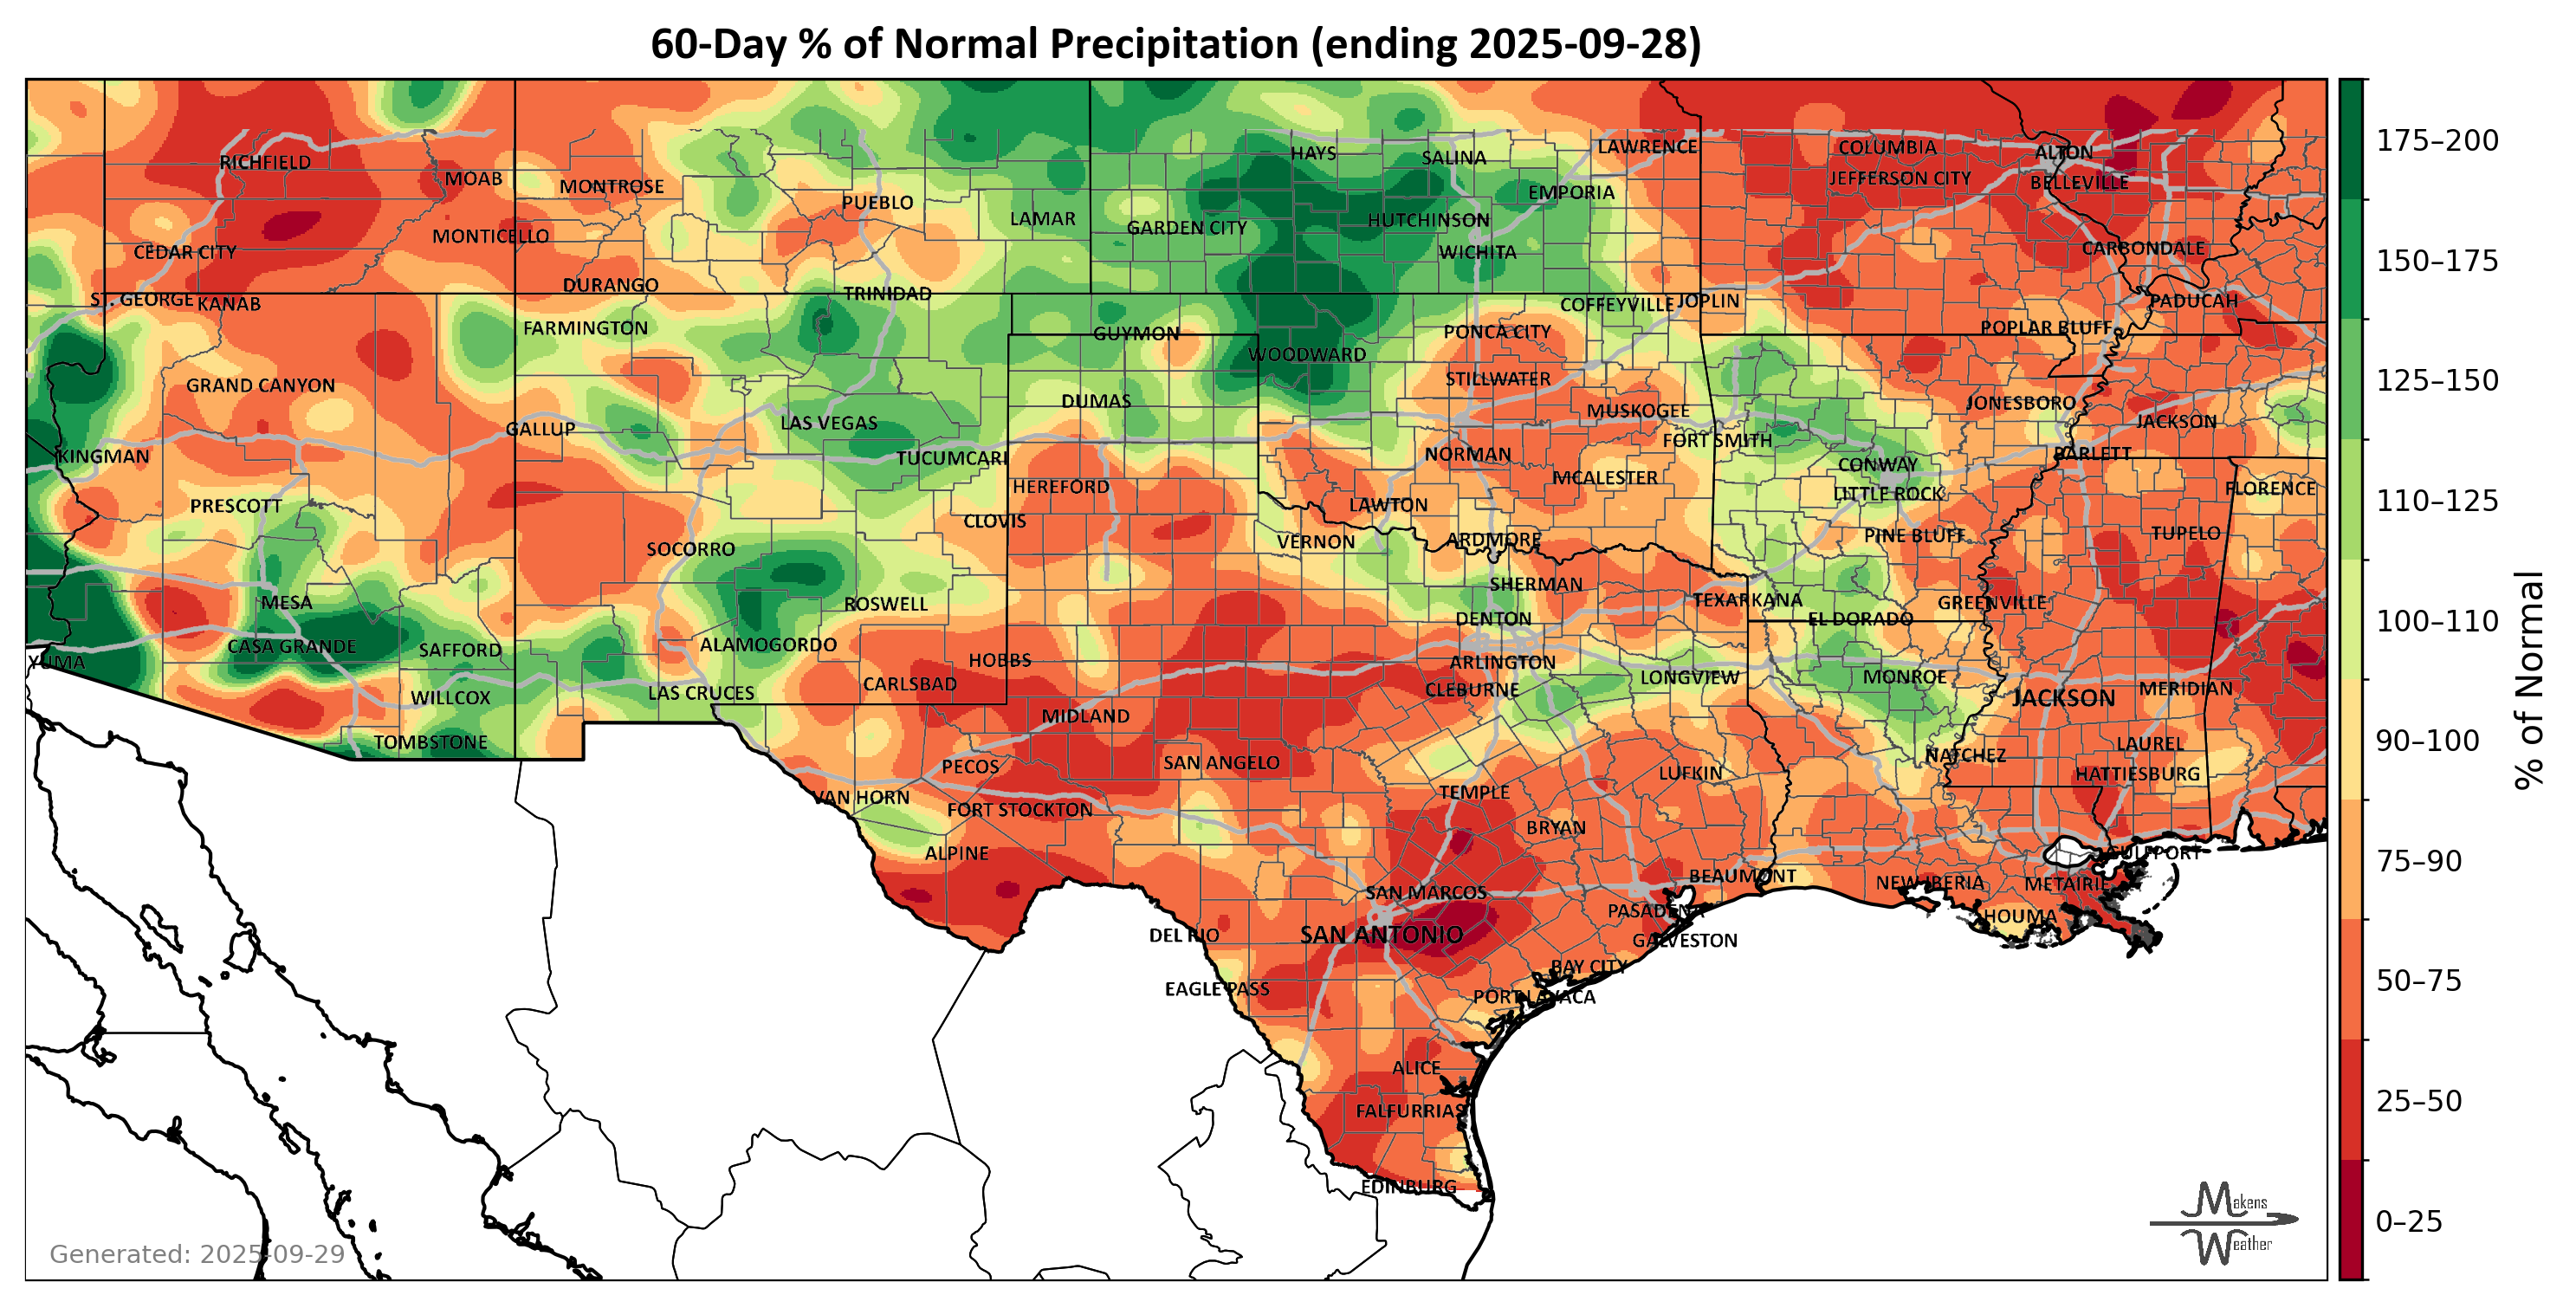 60-Day % of Normal Precipitation (ending 2025-09-28)
HAYS
SALINA
LAWRENCE
COLUMBIA
ALTON
RICHFIELD
MOAB
MONTROSE
JEFFERSON CITY
BELLEVILLE
EMPORIA
PUEBLO
LAMAR
GARDEN CITY
HUTCHINSON
MONTICELLO
CEDAR CITY
WICHITA
CARBONDALE
DURANGO
TRINIDAD
ST. GEORGE
KANAB
COFFEYVILLE
JOPLIN
PADUCAH
FARMINGTON
GUYMON
PONCA CITY
POPLAR BLUFF
WOODWARD
GRAND CANYON
STILLWATER
DUMAS
MUSKOGEE
JONESBORO
LAS VEGAS
JACKSON
GALLUP
FORT SMITH
KINGMAN
TUCUMCARI
NORMAN
BARLETT
CONWAY
HEREFORD
MCALESTER
LITTLE ROCK
FLORENCE
PRESCOTT
LAWTON
CLOVIS
PINE BLUFF
TUPELO
SOCORRO
VERNON
ARDMORE
SHERMAN
MESA
ROSWELL
TEXARKANA
GREENVILLE
DENTON
EL DORADO
CASA GRANDE
SAFFORD
ALAMOGORDO
YUMA
HOBBS
ARLINGTON
LONGVIEW
MONROE
WILLCOX
LAS CRUCES
CARLSBAD
CLEBURNE
JACKSON
MERIDIAN
MIDLAND
TOMBSTONE
PECOS
SAN ANGELO
NATCHEZ
LAUREL
LUFKIN
HATTIESBURG
VAN HORN
FORT STOCKTON
TEMPLE
BRYAN
ALPINE
GULFPORT
BEAUMONT
SAN MARCOS
NEW IBERIA
METAIRIE
PASADENA
HOUMA
DEL RIO
SAN ANTONIO
GALVESTON
BAY CITY
EAGLE PASS
PORT LAVACA
ALICE
FALFURRIAS
EDINBURG
Generated: 2025-09-29
Makens
Weather
175–200
150–175
125–150
110–125
100–110
90–100
75–90
50–75
25–50
0–25
% of Normal